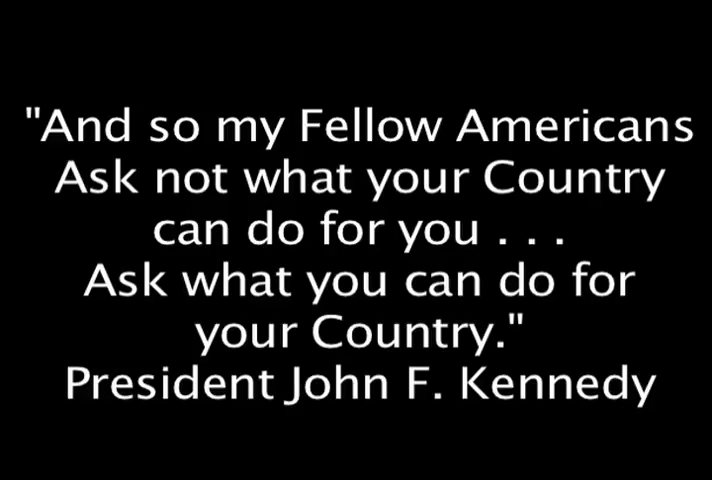 "And so my Fellow Americans
Ask not what your Country
can do for you . . .
Ask what you can do for
your Country."
President John F. Kennedy